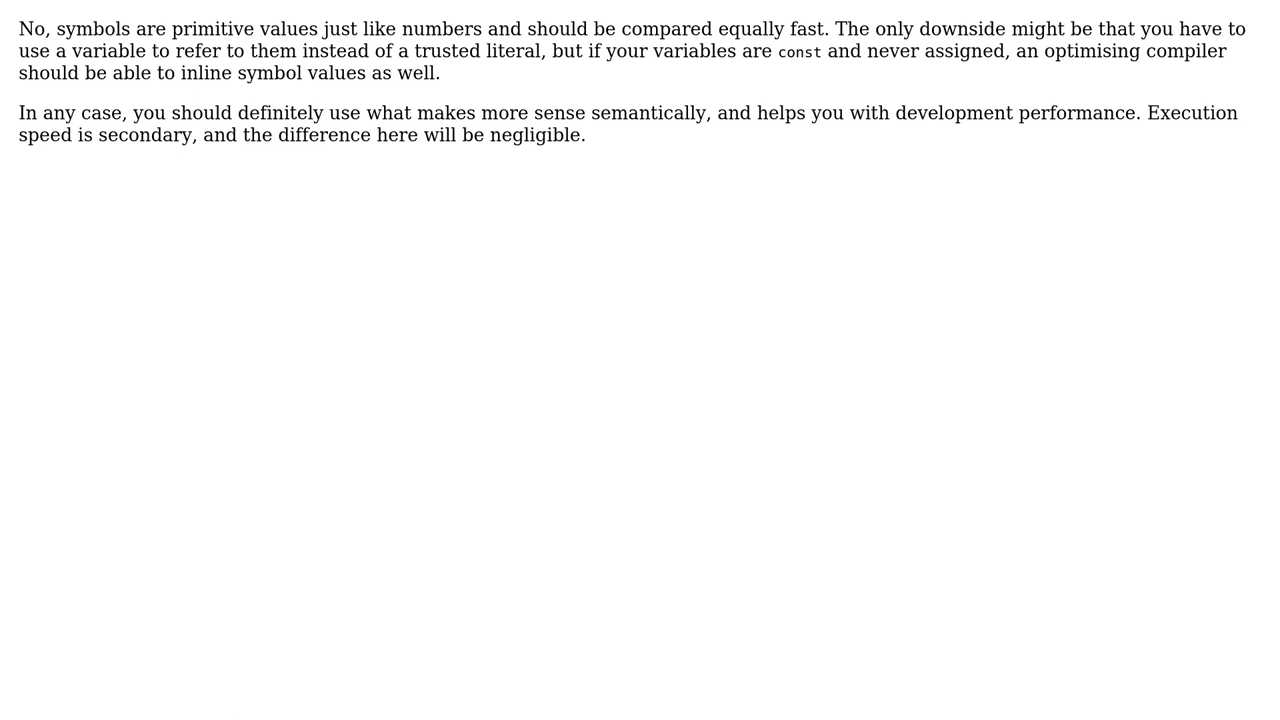 No, symbols are primitive values just like numbers and should be compared equally fast. The only downside might be that you have to
use a variable to refer to them instead of a trusted literal, but if your variables are const and never assigned, an optimising compiler
should be able to inline symbol values as well.
In any case, you should definitely use what makes more sense semantically, and helps you with development performance. Execution
speed is secondary, and the difference here will be negligible.